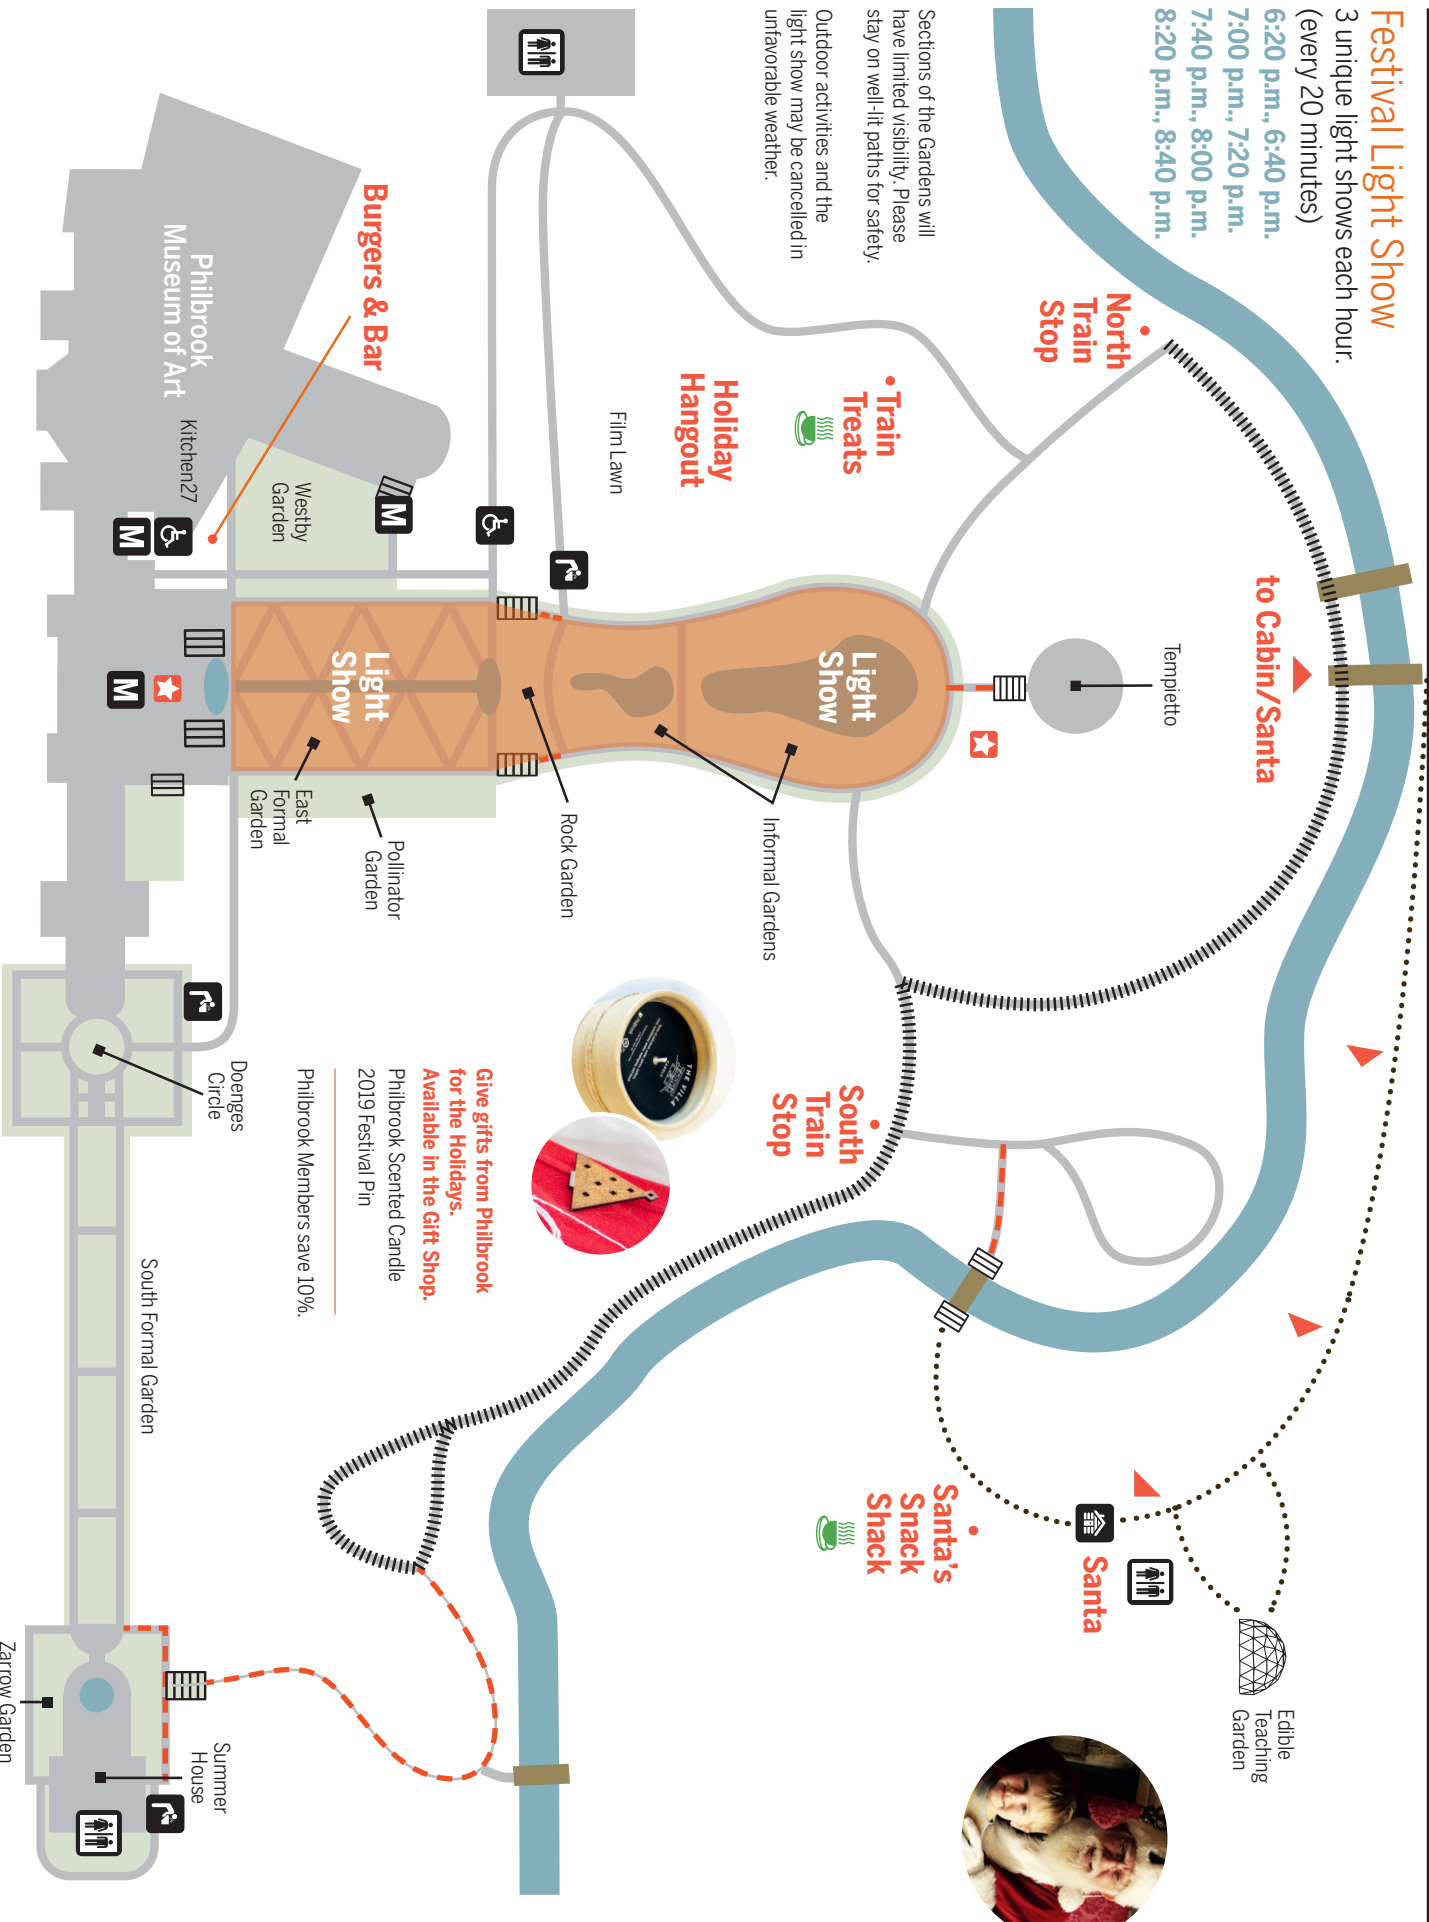 Festival Light Show
3 unique light shows each hour.
(every 20 minutes)
6:20 p.m., 6:40 p.m.
7:00 p.m., 7:20 p.m.
7:40 p.m., 8:00 p.m.
8:20 p.m., 8:40 p.m.
Sections of the Gardens will
have limited visibility. Please
stay on well-lit paths for safety.
Outdoor activities and the
light show may be cancelled in
unfavorable weather.
North
Train
Stop
to Cabin/Santa
Tempietto
Train
Treats
Holiday
Hangout
Film Lawn
Burgers & Bar
Philbrook
Museum of Art
Kitchen27
Westby
Garden
M
M
M
Light
Show
Light
Show
Informal Gardens
Rock Garden
Pollinator
Garden
East
Formal
Garden
Doenges
Circle
South
Train
Stop
THE VILLA
Give gifts from Philbrook
for the Holidays.
Available in the Gift Shop.
Philbrook Scented Candle
2019 Festival Pin
Philbrook Members save 10%.
South Formal Garden
Santa's
Snack
Shack
Santa
Edible
Teaching
Garden
Summer
House
Zarrow Garden